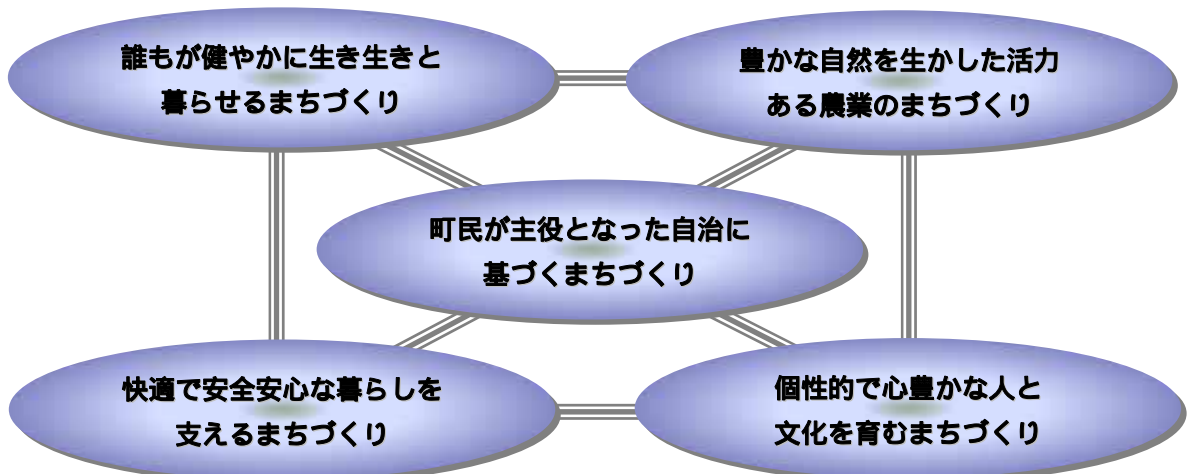 誰もが健やかに生き生きと
暮らせるまちづくり
豊かな自然を生かした活力
ある農業のまちづくり
町民が主役となった自治に
基づくまちづくり
快適で安全安心な暮らしを
支えるまちづくり
個性的で心豊かな人と
文化を育むまちづくり